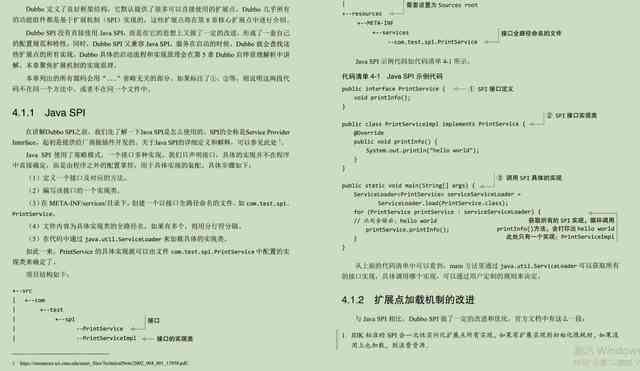 Dubbo 定义了良好框架结构，它默认提供了很多可以直接使用的扩展点。Dubbo 几乎所有
的功能组件都是基于扩展机制（SPI）实现的，这些扩展点将在第 8 章核心扩展点中进行介绍。
Dubbo SPI 没有直接使用 Java SPI，而是在它的思想上又做了一定的改进，形成了一套自己
的配置规范和特性。同时，Dubbo SPI 又兼容 Java SPI。服务在启动的时候，Dubbo 就会查找这
些扩展点的所有实现。Dubbo 具体的启动流程和实现原理会在第 5 章 Dubbo 启停原理解析中讲
解，本章聚焦扩展机制的实现原理。
本章列出的所有源码会用“……”省略无关的部分，如果标注了①、②等，则说明这两段代
码不在同一个方法中，或者不在同一个文件中。
4.1.1 Java SPI
在讲解Dubbo SPI之前，我们先了解一下Java SPI是怎么使用的。SPI的全称是Service Provider
Interface，起初是提供给厂商做插件开发的。关于Java SPI的详细定义和解释，可以参见此处¹。
Java SPI 使用了策略模式，一个接口多种实现。我们只声明接口，具体的实现并不在程序
中直接确定，而是由程序之外的配置掌控，用于具体实现的装配。具体步骤如下：
（1）定义一个接口及对应的方法。
（2）编写该接口的一个实现类。
（3）在 META-INF/services/目录下，创建一个以接口全路径命名的文件，如 com.test.spi.
PrintService。
（4）文件内容为具体实现类的全路径名，如果有多个，则用分行符分隔。
（5）在代码中通过 java.util.ServiceLoader 来加载具体的实现类。
如此一来，PrintService 的具体实现就可以由文件 com.test.spi.PrintService 中配置的实
现类来确定了。
项目结构如下：
+--src
| +--com
| +--test
| +--spi
| --PrintService 接口
| --PrintServiceImpl 接口的实现类
需要设置为 Sources root
+--resources
+--META-INF
+--services
--com.test.spi.PrintService 接口全路径命名的文件
Java SPI 示例代码如代码清单 4-1 所示。
代码清单 4-1 Java SPI 示例代码
public interface PrintService { ① SPI 接口定义
void printInfo();
}
② SPI 接口实现类
public class PrintServiceImpl implements PrintService {
@Override
public void printInfo() {
System.out.println("hello world");
}
}
③ 调用 SPI 具体的实现
public static void main(String[] args) {
ServiceLoader<PrintService> serviceServiceLoader =
ServiceLoader.load(PrintService.class);
for (PrintService printService : serviceServiceLoader) {
获取所有的 SPI 实现，循环调用
// 此处会输出：hello world
printInfo()方法，会打印出 hello world
printService.printInfo();
此处只有一个实现：PrintServiceImpl
}
}
从上面的代码清单中可以看到，main 方法里通过 java.util.ServiceLoader 可以获取所有
的接口实现，具体调用哪个实现，可以通过用户定制的规则来决定。
4.1.2 扩展点加载机制的改进
与 Java SPI 相比，Dubbo SPI 做了一定的改进和优化，官方文档中有这么一段：
1. JDK 标准的 SPI 会一次性实例化扩展点所有实现，如果有扩展实现则初始化很耗时，如果没
用上也加载，则浪费资源。
激活 Windows